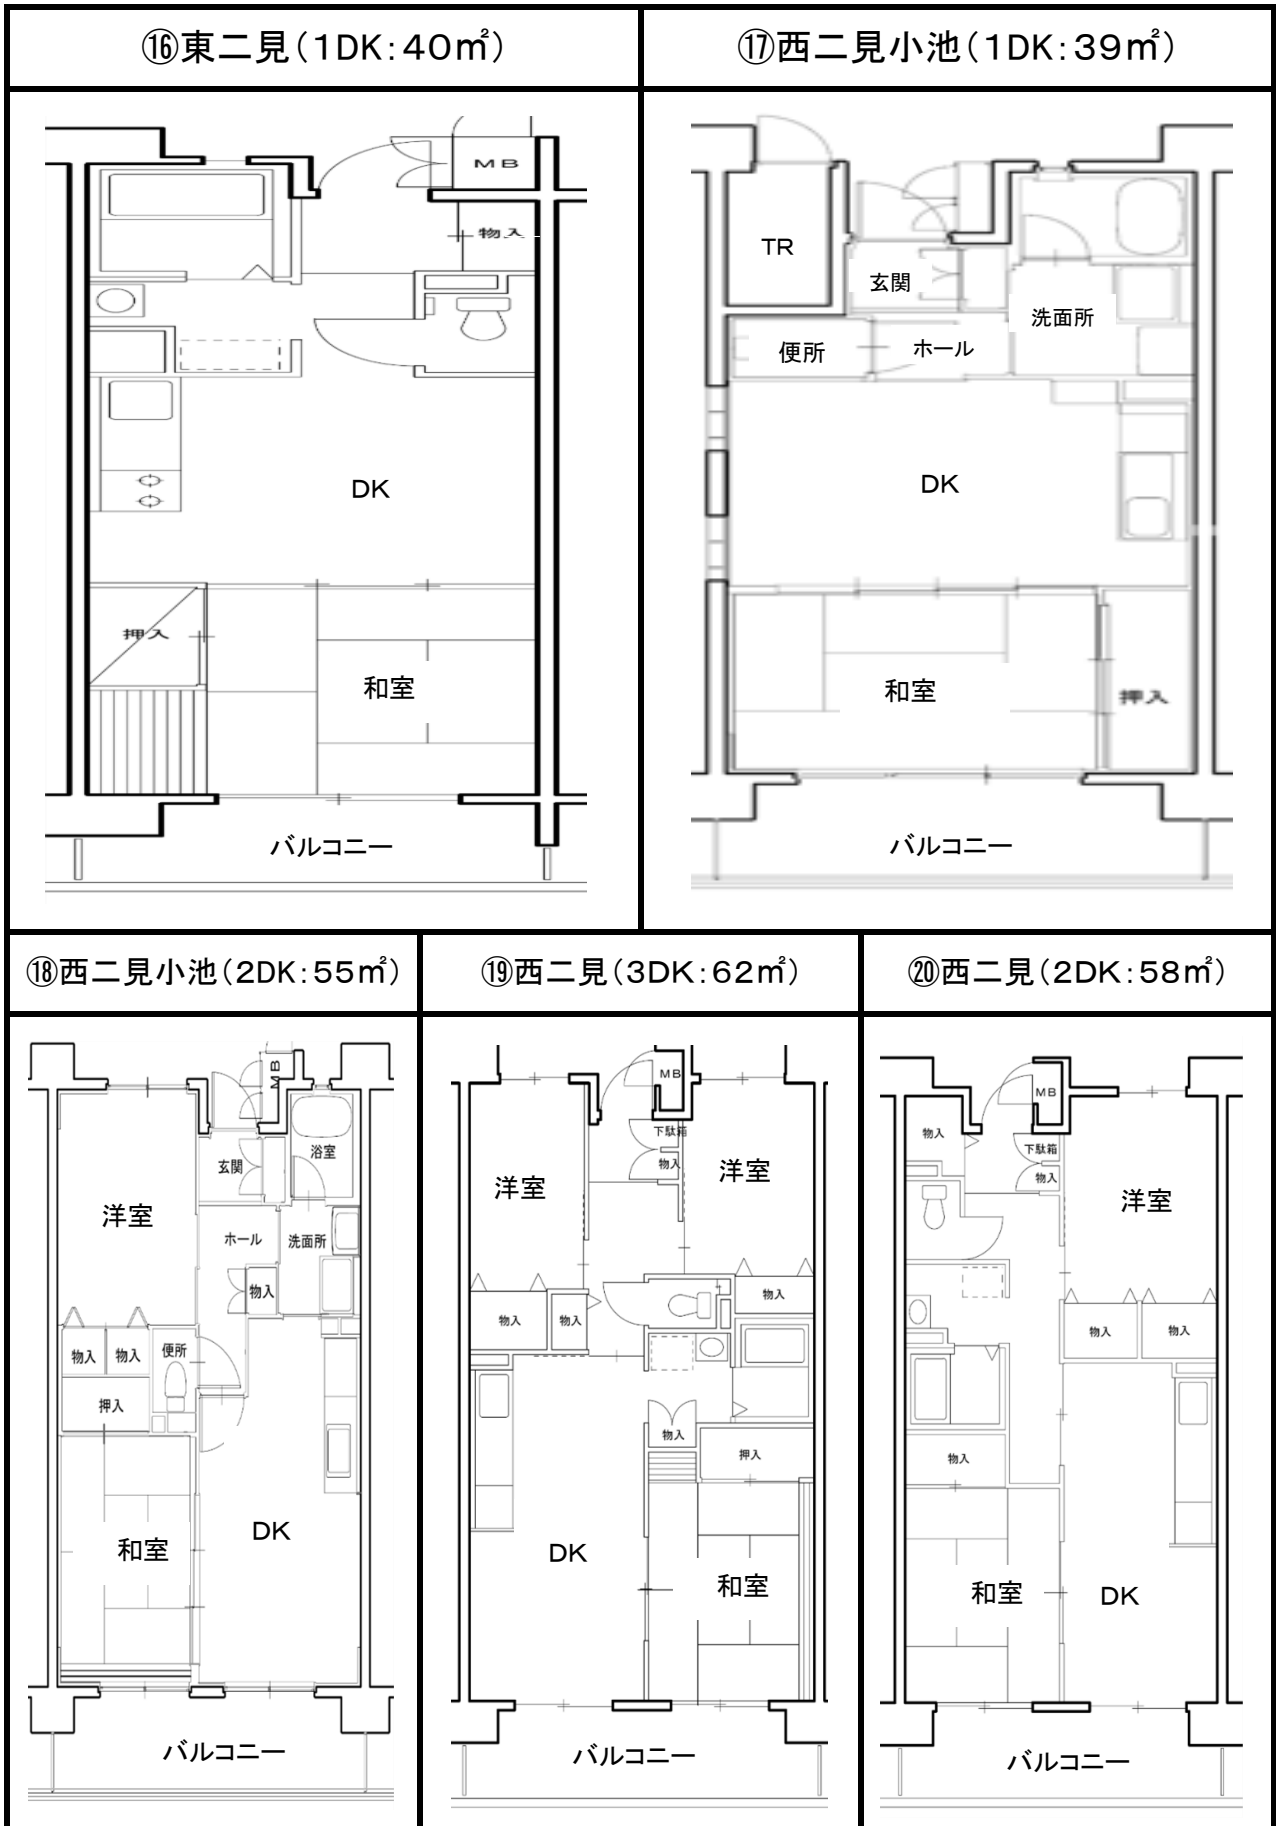 ⑯東二見(1DK:40㎡)
⑰西二見小池(1DK:39㎡)
MB
物入
DK
押入
和室
バルコニー
TR
玄関
洗面所
便所
ホール
DK
和室
押入
バルコニー
⑱西二見小池(2DK:55㎡)
⑲西二見(3DK:62㎡)
⑳西二見(2DK:58㎡)
MB
浴室
玄関
洋室
ホール
洗面所
物入
便所
物入
物入
押入
DK
和室
バルコニー
MB
下駄箱
物入
洋室
洋室
物入
物入
物入
物入
押入
DK
和室
バルコニー
MB
物入
下駄箱
物入
洋室
物入
物入
物入
和室
DK
バルコニー